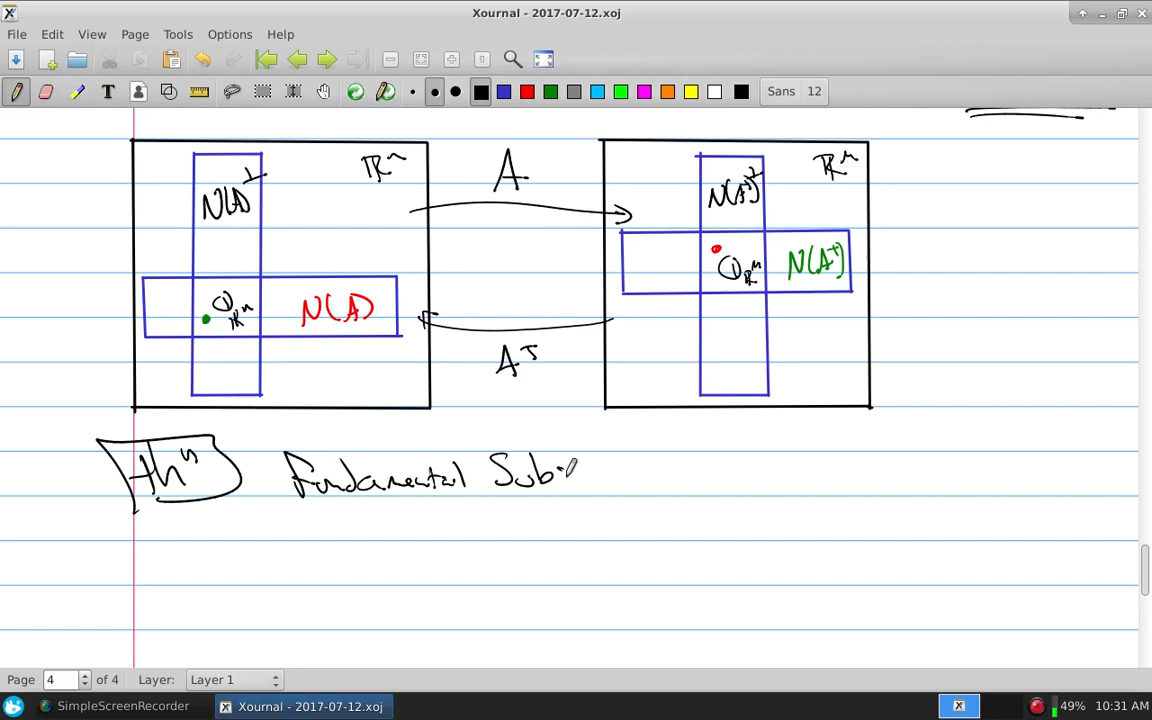 Xournal - 2017-07-12.xoj
File Edit View Page Tools Options Help
Sans 12
N(A)⊥ ℝⁿ A N(Aᵀ)⊥ ℝᵐ
0ℝⁿ N(A) 0ℝᵐ N(Aᵀ)
Aᵀ
Thⁿ Fundamental Sub
Page 4 of 4 Layer: Layer 1
SimpleScreenRecorder Xournal - 2017-07-12.xoj 49% 10:31 AM